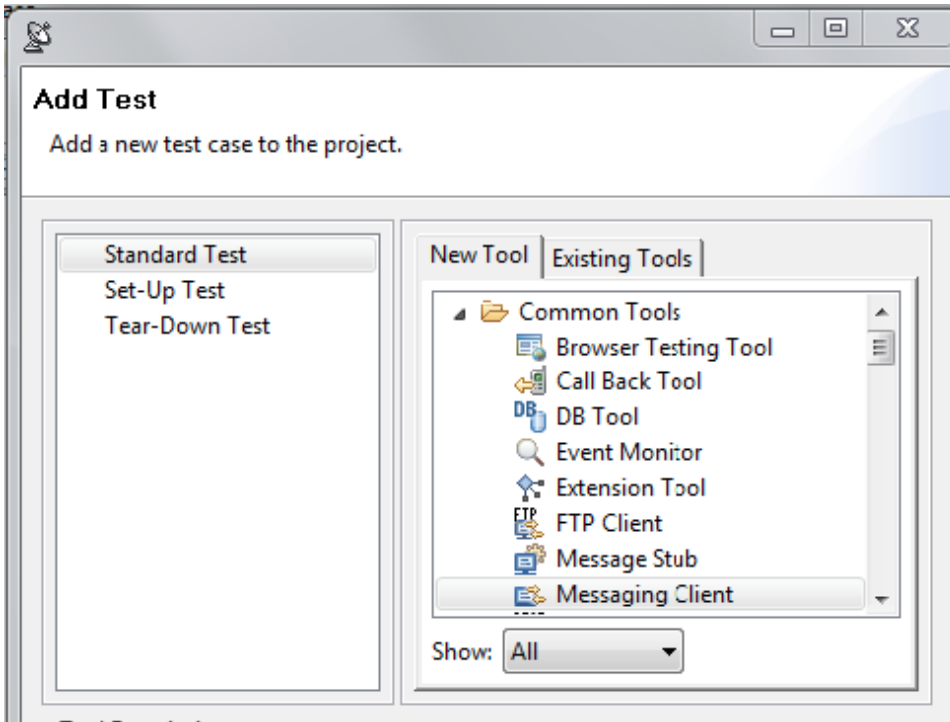 Add Test
Add a new test case to the project.
Standard Test
Set-Up Test
Tear-Down Test
New Tool
Existing Tools
Common Tools
Browser Testing Tool
Call Back Tool
DB DB Tool
Event Monitor
Extension Tool
FTP FTP Client
Message Stub
Messaging Client
Show: All